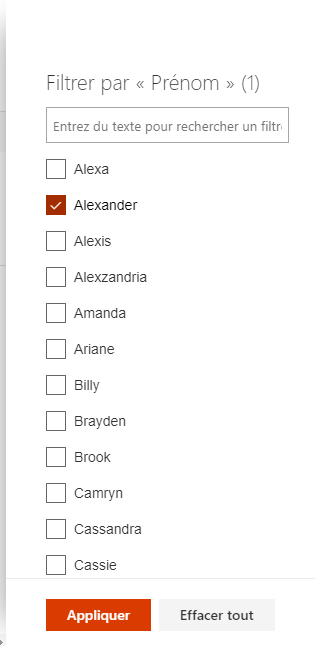 Filtrer par « Prénom » (1)
Entrez du texte pour rechercher un filtr
Alexa
Alexander
Alexis
Alexzandria
Amanda
Ariane
Billy
Brayden
Brook
Camryn
Cassandra
Cassie
Appliquer Effacer tout